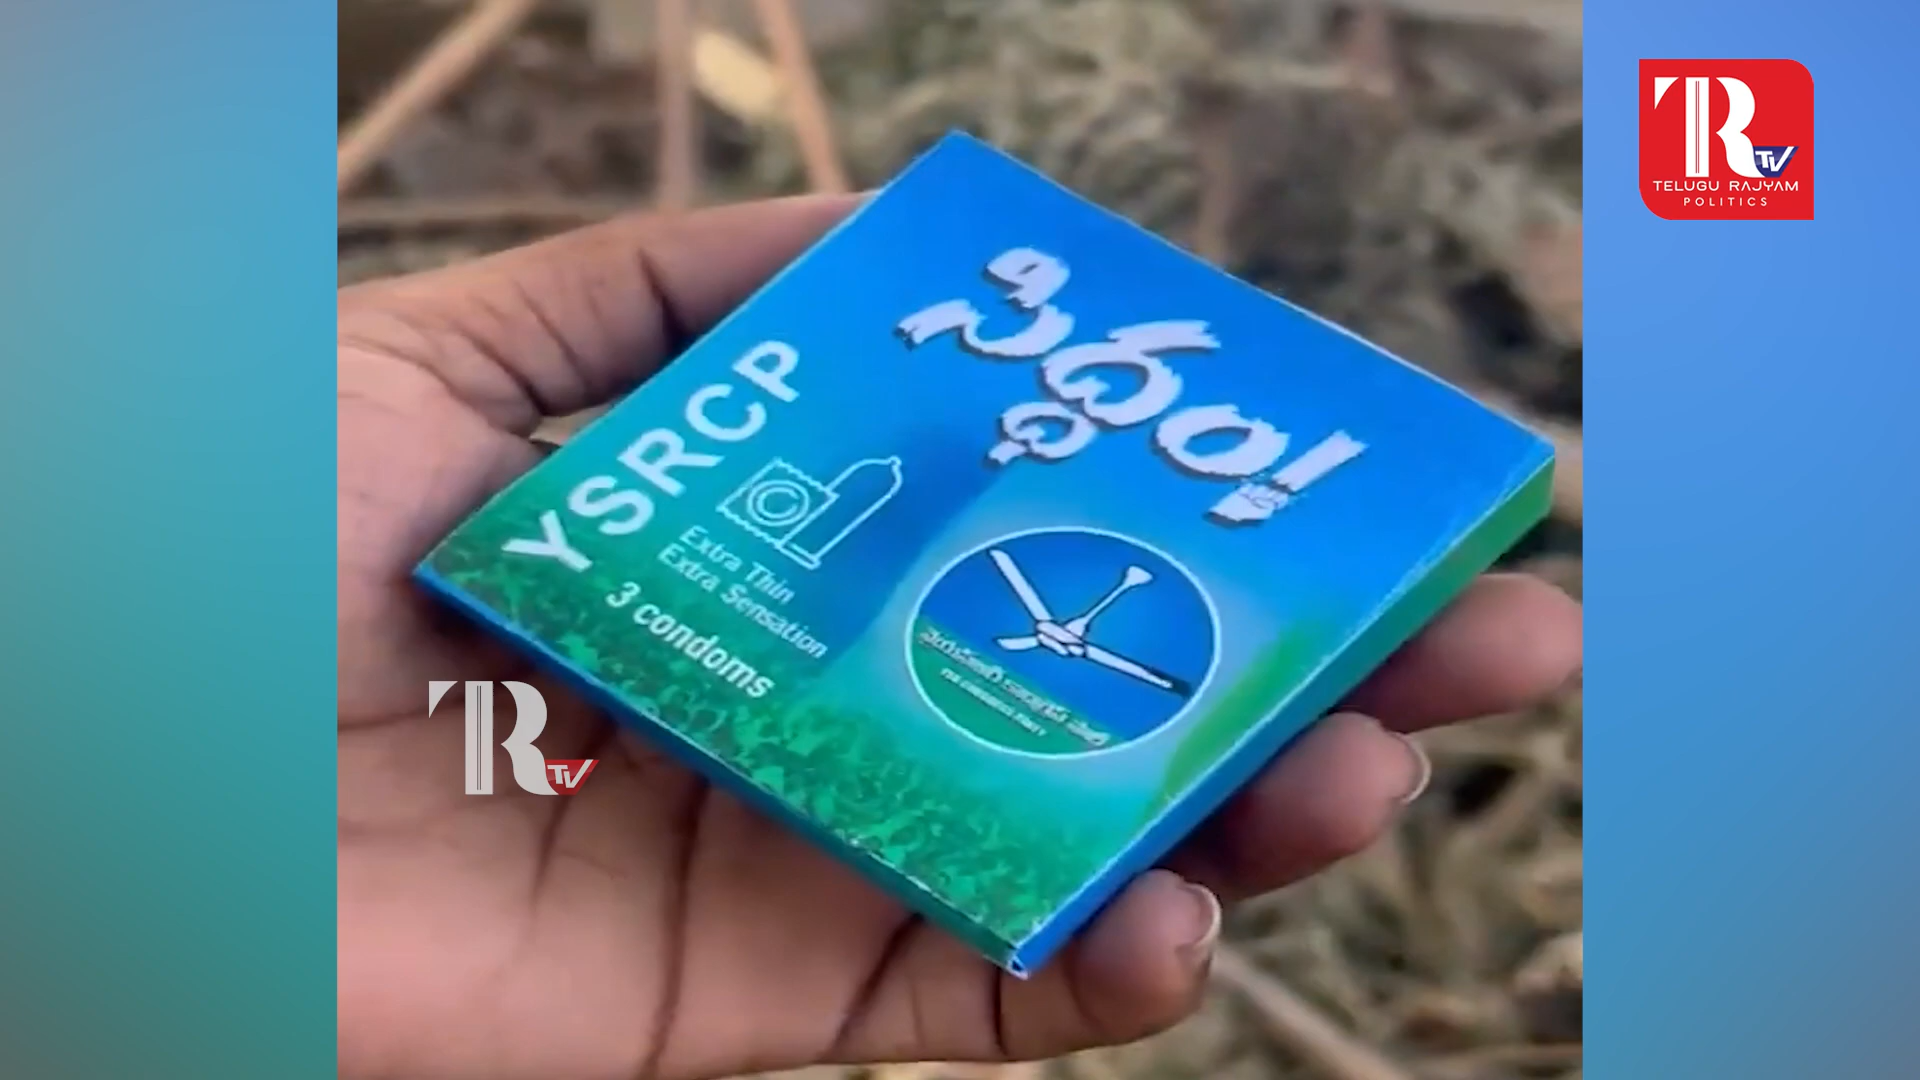 TR
TV
TELUGU RAJYAM
POLITICS
సిద్ధం!
YSRCP
Extra Thin
Extra Sensation
3 condoms
TR
TV